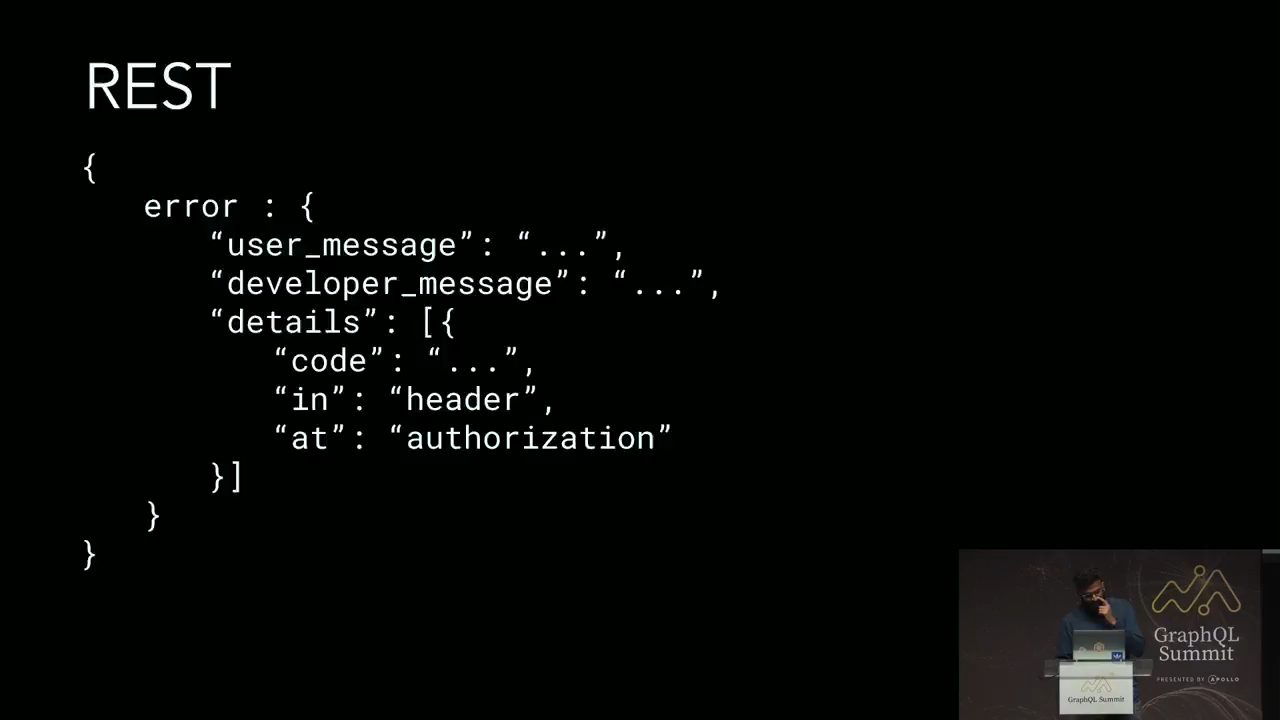 REST
{
error : {
“user_message”: “...”,
“developer_message”: “...”,
“details”: [{
“code”: “...”,
“in”: “header”,
“at”: “authorization”
}]
}
}
GraphQL
Summit
PRESENTED BY APOLLO
GraphQL Summit